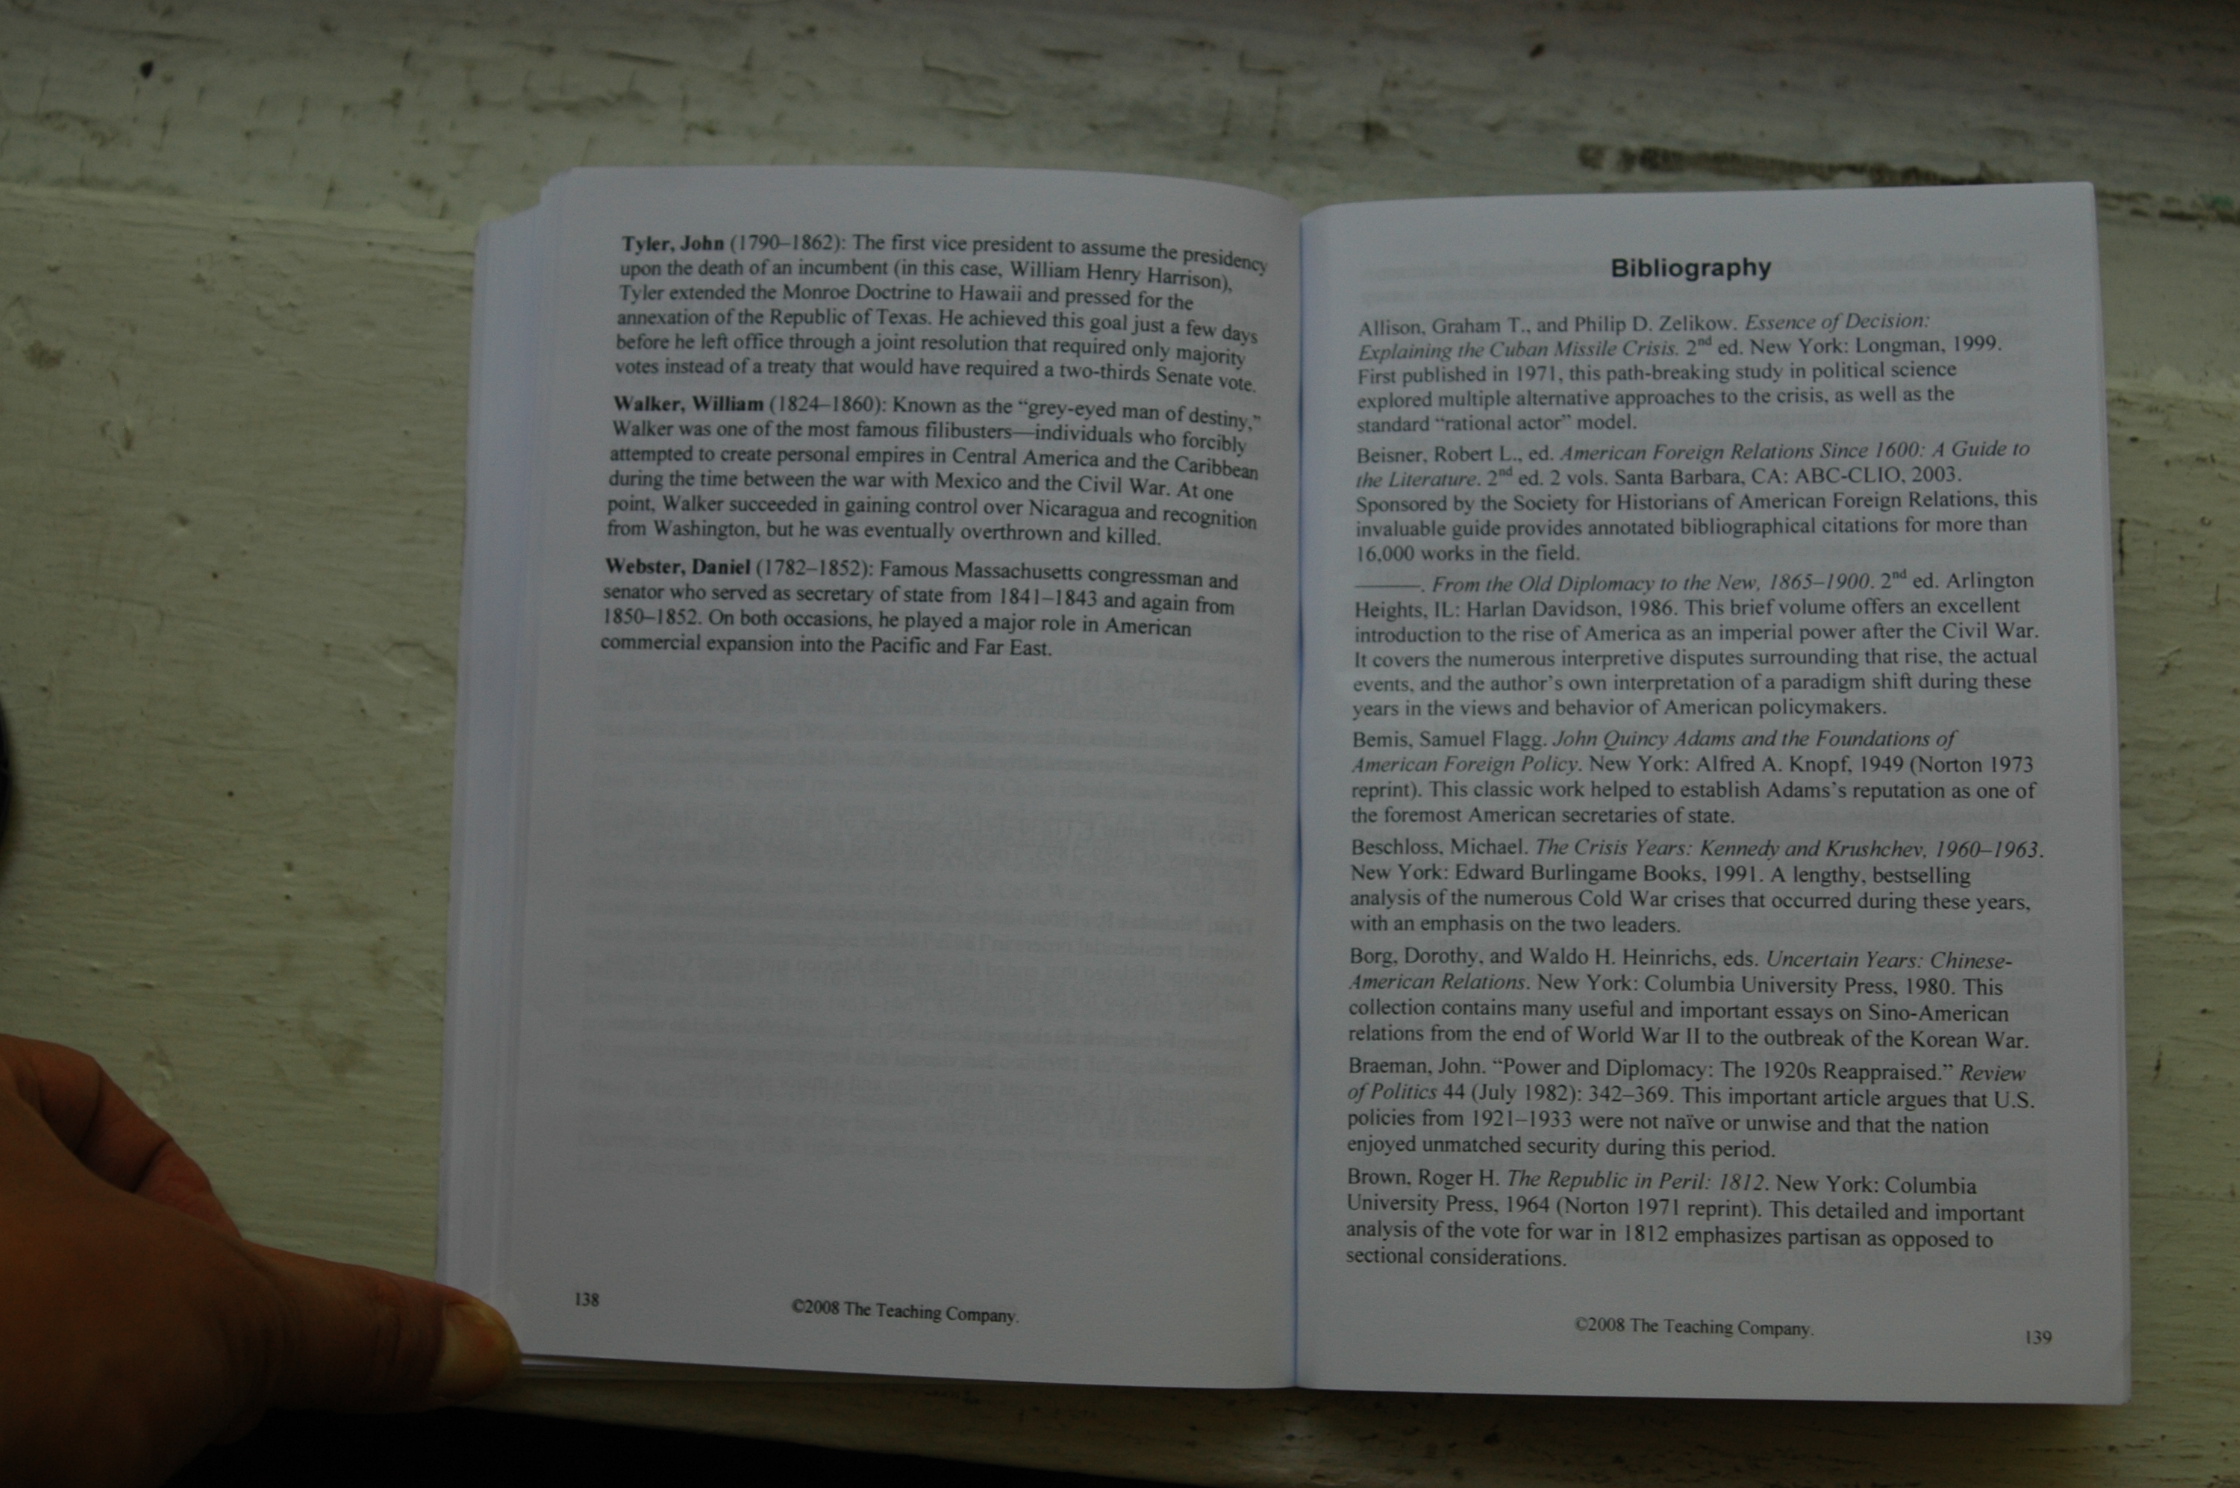 Tyler, John (1790–1862): The first vice president to assume the presidency
upon the death of an incumbent (in this case, William Henry Harrison),
Tyler extended the Monroe Doctrine to Hawaii and pressed for the
annexation of the Republic of Texas. He achieved this goal just a few days
before he left office through a joint resolution that required only majority
votes instead of a treaty that would have required a two-thirds Senate vote.
Walker, William (1824–1860): Known as the “grey-eyed man of destiny,”
Walker was one of the most famous filibusters—individuals who forcibly
attempted to create personal empires in Central America and the Caribbean
during the time between the war with Mexico and the Civil War. At one
point, Walker succeeded in gaining control over Nicaragua and recognition
from Washington, but he was eventually overthrown and killed.
Webster, Daniel (1782–1852): Famous Massachusetts congressman and
senator who served as secretary of state from 1841–1843 and again from
1850–1852. On both occasions, he played a major role in American
commercial expansion into the Pacific and Far East.
138
©2008 The Teaching Company.
Bibliography
Allison, Graham T., and Philip D. Zelikow. Essence of Decision:
Explaining the Cuban Missile Crisis. 2nd ed. New York: Longman, 1999.
First published in 1971, this path-breaking study in political science
explored multiple alternative approaches to the crisis, as well as the
standard “rational actor” model.
Beisner, Robert L., ed. American Foreign Relations Since 1600: A Guide to
the Literature. 2nd ed. 2 vols. Santa Barbara, CA: ABC-CLIO, 2003.
Sponsored by the Society for Historians of American Foreign Relations, this
invaluable guide provides annotated bibliographical citations for more than
16,000 works in the field.
———. From the Old Diplomacy to the New, 1865–1900. 2nd ed. Arlington
Heights, IL: Harlan Davidson, 1986. This brief volume offers an excellent
introduction to the rise of America as an imperial power after the Civil War.
It covers the numerous interpretive disputes surrounding that rise, the actual
events, and the author’s own interpretation of a paradigm shift during these
years in the views and behavior of American policymakers.
Bemis, Samuel Flagg. John Quincy Adams and the Foundations of
American Foreign Policy. New York: Alfred A. Knopf, 1949 (Norton 1973
reprint). This classic work helped to establish Adams’s reputation as one of
the foremost American secretaries of state.
Beschloss, Michael. The Crisis Years: Kennedy and Krushchev, 1960–1963.
New York: Edward Burlingame Books, 1991. A lengthy, bestselling
analysis of the numerous Cold War crises that occurred during these years,
with an emphasis on the two leaders.
Borg, Dorothy, and Waldo H. Heinrichs, eds. Uncertain Years: Chinese-
American Relations. New York: Columbia University Press, 1980. This
collection contains many useful and important essays on Sino-American
relations from the end of World War II to the outbreak of the Korean War.
Braeman, John. “Power and Diplomacy: The 1920s Reappraised.” Review
of Politics 44 (July 1982): 342–369. This important article argues that U.S.
policies from 1921–1933 were not naïve or unwise and that the nation
enjoyed unmatched security during this period.
Brown, Roger H. The Republic in Peril: 1812. New York: Columbia
University Press, 1964 (Norton 1971 reprint). This detailed and important
analysis of the vote for war in 1812 emphasizes partisan as opposed to
sectional considerations.
©2008 The Teaching Company.
139